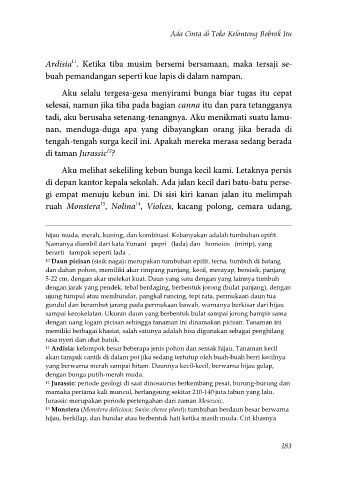 Ada Cinta di Toko Kelontong Bobrok Itu
Ardisia¹¹. Ketika tiba musim bersemi bersamaan, maka tersaji se-
buah pemandangan seperti kue lapis di dalam nampan.
Aku selalu tergesa-gesa menyirami bunga biar tugas itu cepat
selesai, namun jika tiba pada bagian canna itu dan para tetangganya
tadi, aku berusaha setenang-tenangnya. Aku menikmati suatu lamu-
nan, menduga-duga apa yang dibayangkan orang jika berada di
tengah-tengah surga kecil ini. Apakah mereka merasa sedang berada
di taman Jurassic¹²?
Aku melihat sekeliling kebun bunga kecil kami. Letaknya persis
di depan kantor kepala sekolah. Ada jalan kecil dari batu-batu perse-
gi empat menuju kebun ini. Di sisi kiri kanan jalan itu melimpah
ruah Monstera¹³, Nolina¹⁴, Violces, kacang polong, cemara udang,
hijau muda, merah, kuning, dan kombinasi. Kebanyakan adalah tumbuhan epifit.
Namanya diambil dari kata Yunani pepri (lada) dan homoios (mirip), yang
berarti tampak seperti lada .
¹⁰ Daun picisan (sisik naga): merupakan tumbuhan epifit, terna, tumbuh di batang
dan dahan pohon, memiliki akar rimpang panjang, kecil, merayap, bersisik, panjang
5-22 cm, dengan akar melekat kuat. Daun yang satu dengan yang lainnya tumbuh
dengan jarak yang pendek, tebal berdaging, berbentuk jorong (bulat panjang), dengan
ujung tumpul atau membundar, pangkal runcing, tepi rata, permukaan daun tua
gundul dan berambut jarang pada permukaan bawah, warnanya berkisar dari hijau
sampai kecokelatan. Ukuran daun yang berbentuk bulat sampai jorong hampir sama
dengan uang logam picisan sehingga tanaman ini dinamakan picisan. Tanaman ini
memiliki berbagai khasiat, salah satunya adalah bisa digunakan sebagai penghilang
rasa nyeri dan obat batuk.
¹¹ Ardisia: kelompok besar beberapa jenis pohon dan semak hijau. Tanaman kecil
akan tampak cantik di dalam pot jika sedang tertutup oleh buah-buah berri kecilnya
yang berwarna merah sampai hitam. Daunnya kecil-kecil, berwarna hijau gelap,
dengan bunga putih-merah muda.
¹² Jurassic: periode geologi di saat dinosaurus berkembang pesat, burung-burung dan
mamalia pertama kali muncul, berlangsung sekitar 210-140 juta tahun yang lalu.
Jurassic merupakan periode pertengahan dari zaman Mesozoic.
¹³ Monstera (Monstera deliciosa; Swiss cheese plant): tumbuhan berdaun besar berwarna
hijau, berkilap, dan bundar atau berbentuk hati ketika masih muda. Ciri khasnya
183